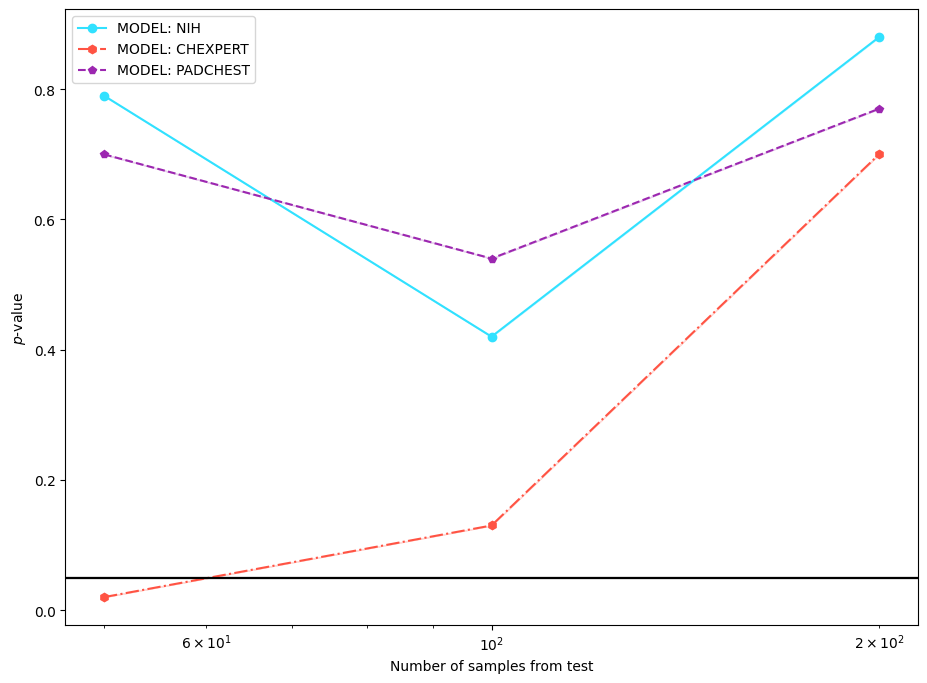 MODEL: NIH
MODEL: CHEXPERT
MODEL: PADCHEST
0.8
0.6
0.4
0.2
0.0
p-value
6 × 10¹
10²
2 × 10²
Number of samples from test